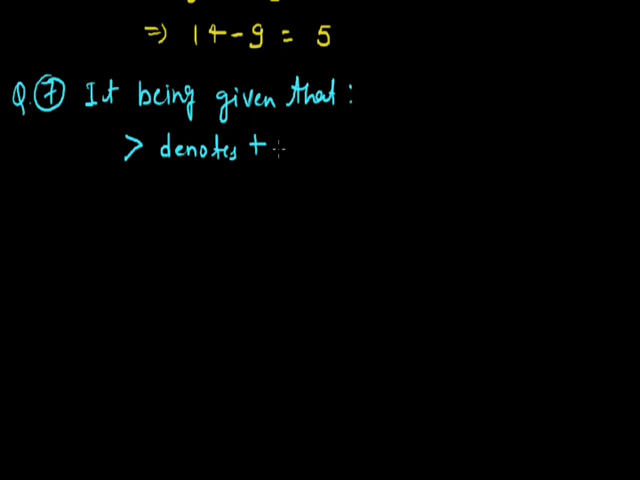 ⇒ 14 - 9 = 5
Q. 7 It being given that :
> denotes +